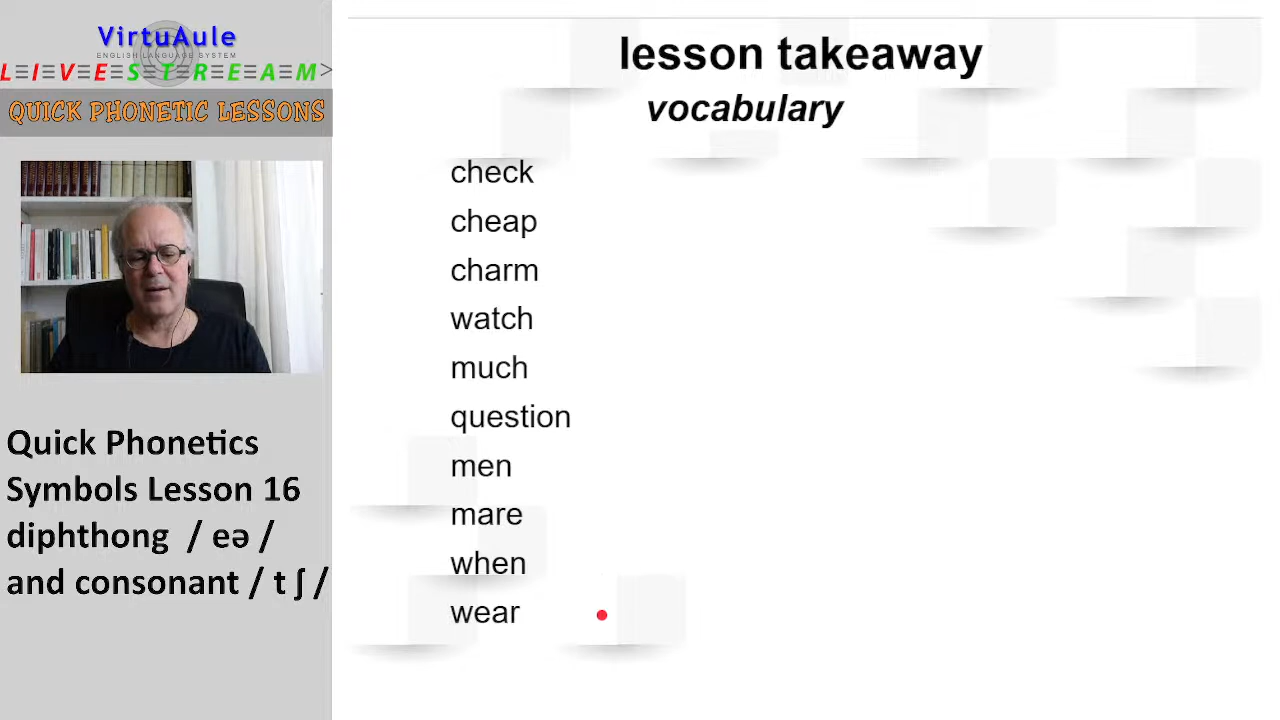 VirtuAule
ENGLISH LANGUAGE SYSTEM
L≡I≡V≡E≡S≡T≡R≡E≡A≡M>
QUICK PHONETIC LESSONS
Quick Phonetics
Symbols Lesson 16
diphthong / eə /
and consonant / t ʃ /
lesson takeaway
vocabulary
check
cheap
charm
watch
much
question
men
mare
when
wear